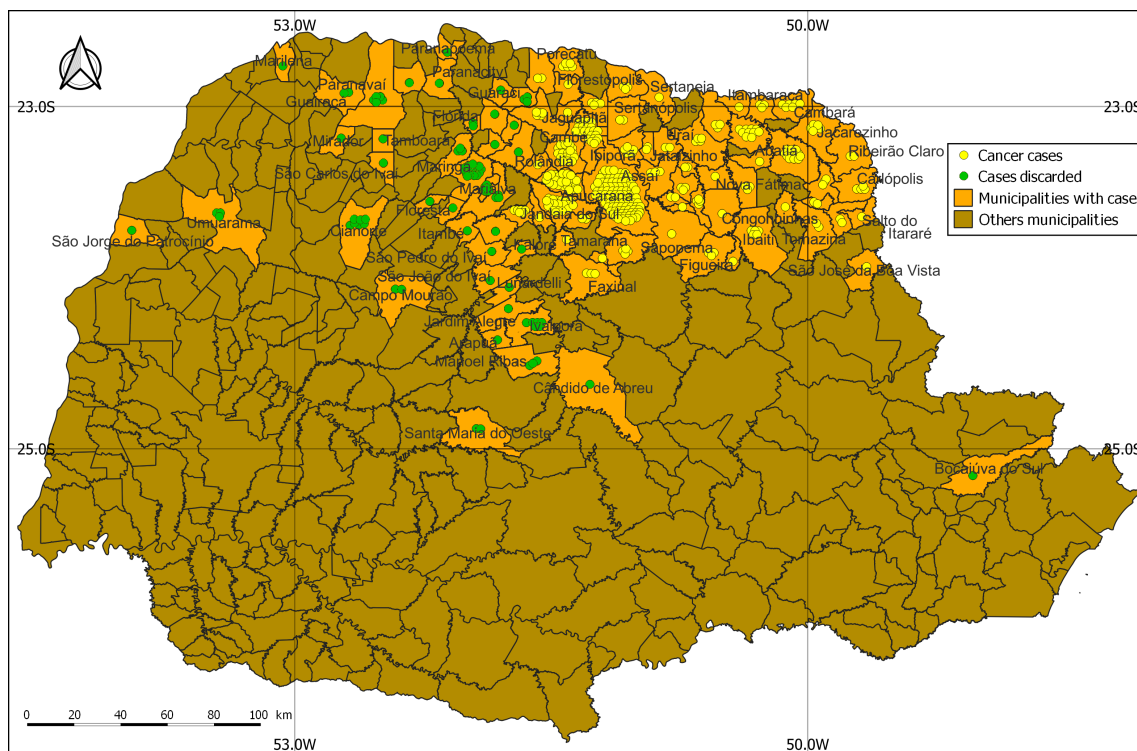 53.0W
50.0W
Paranapoema
Porecatu
Marilena
Paranacity
Florestópolis
Paranavaí
Sertaneja
Guaraci
Itambaracá
Guairaçá
23.0S
23.0S
Sertanópolis
Cambará
Flórida
Jaguapitã
Jacarezinho
Mirador
Tamboara
Cambé
Uraí
Abatiá
Ribeirão Claro
Rolândia
Ibiporã
Jataizinho
Maringá
São Carlos do Ivaí
Assaí
Nova Fátima
Carlópolis
Marialva
Apucarana
Floresta
Jandaia do Sul
Congonhinhas
Salto do
Itararé
Umuarama
Cianorte
Itambé
Kaloré
Tamarana
Sapopema
Ibaiti
Tomazina
São Jorge do Patrocínio
São Pedro do Ivaí
Figueira
São José da Boa Vista
São João do Ivaí
Lunardelli
Faxinal
Campo Mourão
Jardim Alegre
Ivaiporã
Arapuã
Manoel Ribas
Cândido de Abreu
Santa Maria do Oeste
25.0S
25.0S
Bocaiúva do Sul
Cancer cases
Cases discarded
Municipalities with case
Others municipalities
0 20 40 60 80 100 km
53.0W
50.0W